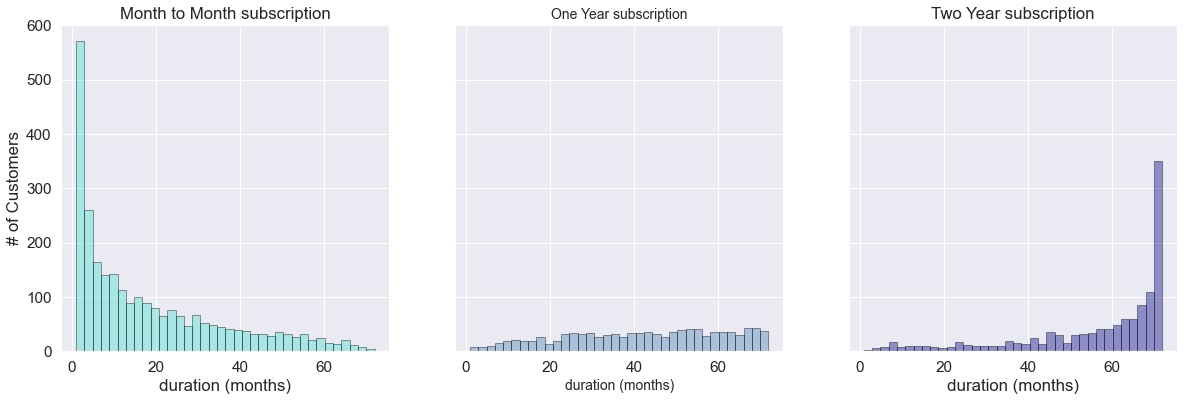 Month to Month subscription
One Year subscription
Two Year subscription
600
500
400
300
200
100
0
# of Customers
0 20 40 60
0 20 40 60
0 20 40 60
duration (months)
duration (months)
duration (months)